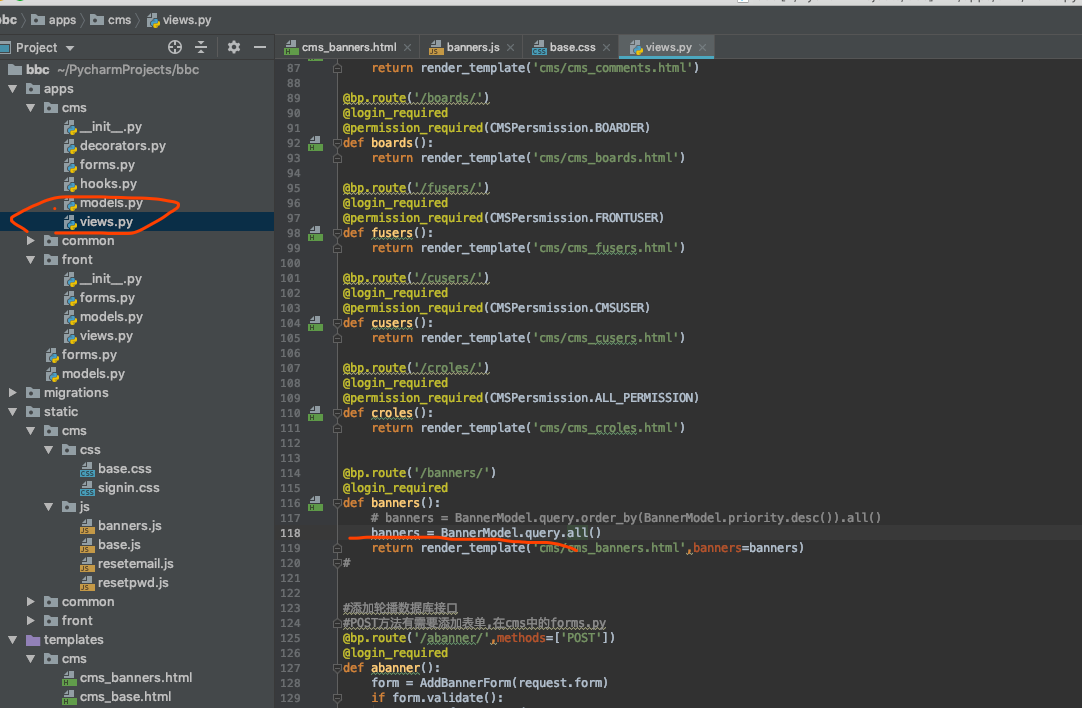 bbc apps cms views.py
Project
cms_banners.html banners.js base.css views.py
bbc ~/PycharmProjects/bbc
apps
cms
__init__.py
decorators.py
forms.py
hooks.py
models.py
views.py
common
front
__init__.py
forms.py
models.py
views.py
forms.py
models.py
migrations
static
cms
css
base.css
signin.css
js
banners.js
base.js
resetemail.js
resetpwd.js
common
front
templates
cms
cms_banners.html
cms_base.html
87 return render_template('cms/cms_comments.html')
88
89 @bp.route('/boards/')
90 @login_required
91 @permission_required(CMSPersmission.BOARDER)
92 def boards():
93 return render_template('cms/cms_boards.html')
94
95 @bp.route('/fusers/')
96 @login_required
97 @permission_required(CMSPersmission.FRONTUSER)
98 def fusers():
99 return render_template('cms/cms_fusers.html')
100
101 @bp.route('/cusers/')
102 @login_required
103 @permission_required(CMSPersmission.CMSUSER)
104 def cusers():
105 return render_template('cms/cms_cusers.html')
106
107 @bp.route('/croles/')
108 @login_required
109 @permission_required(CMSPersmission.ALL_PERMISSION)
110 def croles():
111 return render_template('cms/cms_croles.html')
112
113
114 @bp.route('/banners/')
115 @login_required
116 def banners():
117 # banners = BannerModel.query.order_by(BannerModel.priority.desc()).all()
118 banners = BannerModel.query.all()
119 return render_template('cms/cms_banners.html',banners=banners)
120 #
121
122
123 #添加轮播数据库接口
124 #POST方法有需要添加表单,在cms中的forms.py
125 @bp.route('/abanner/',methods=['POST'])
126 @login_required
127 def abanner():
128 form = AddBannerForm(request.form)
129 if form.validate():